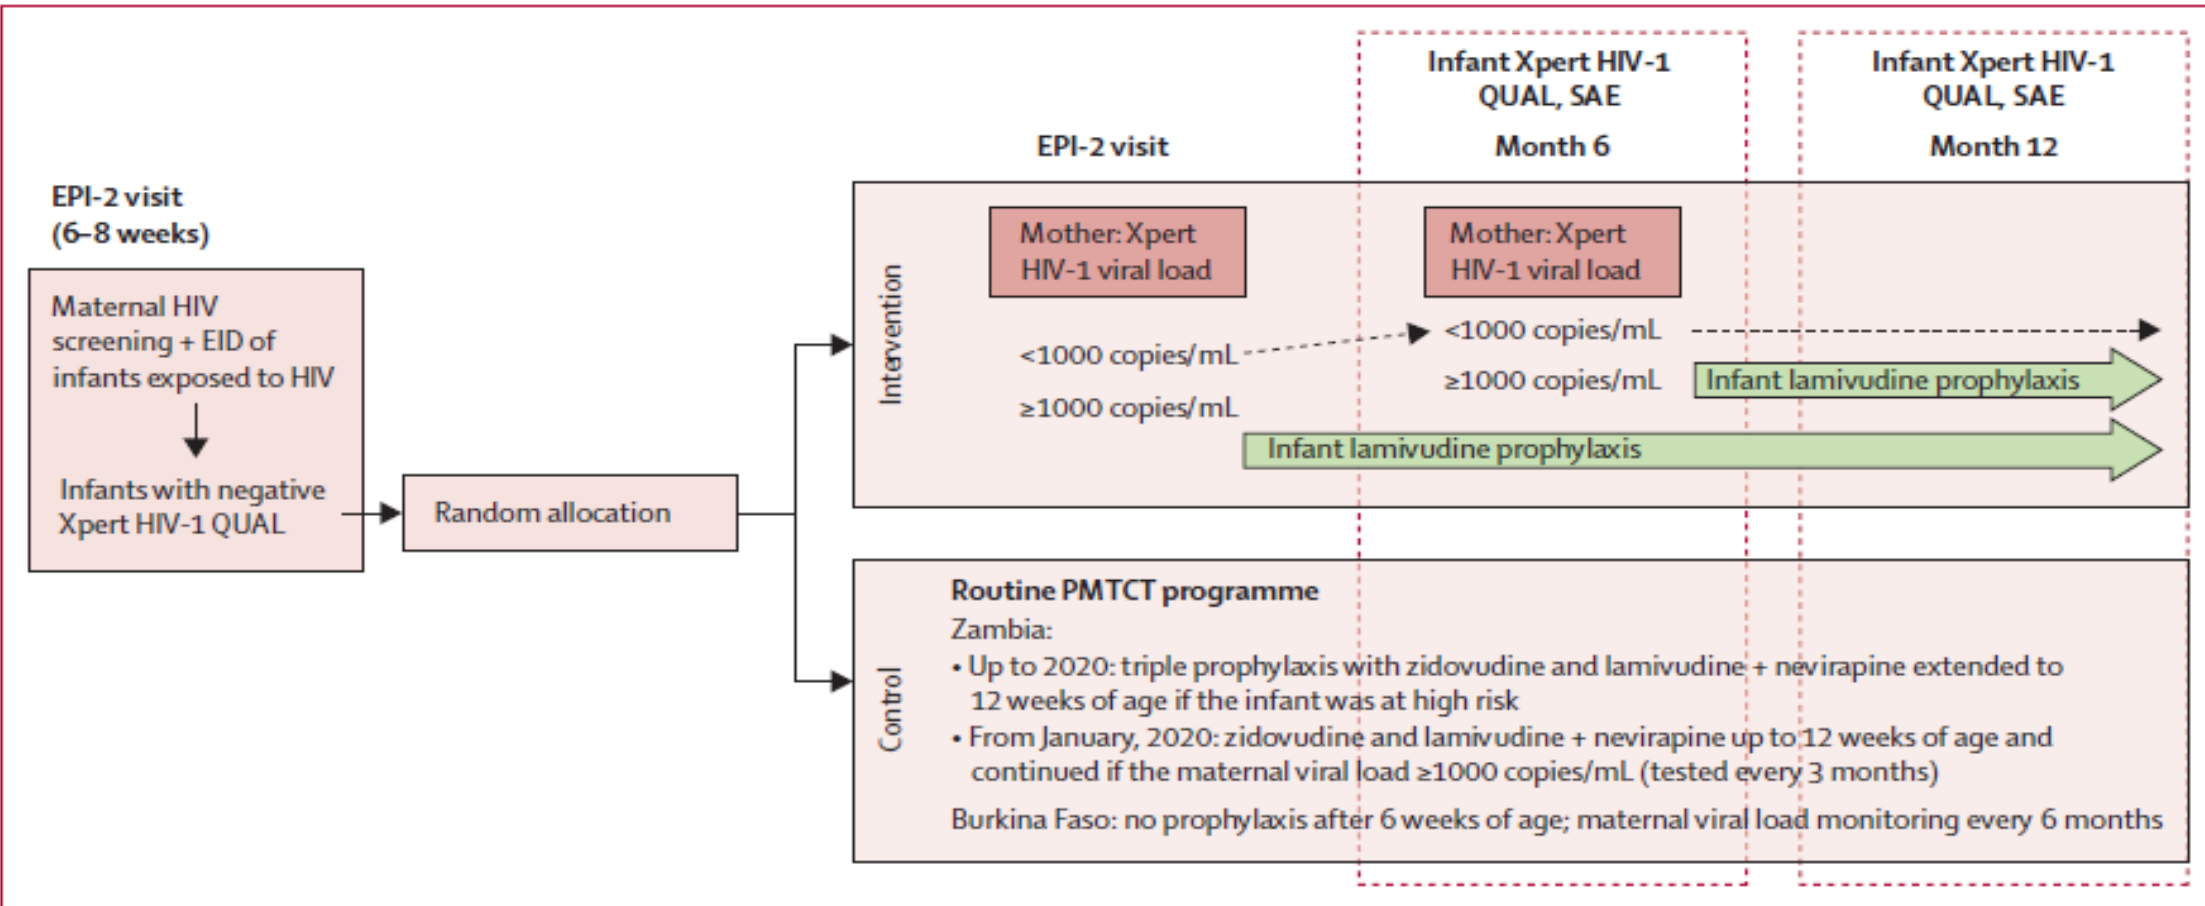 EPI-2 visit
(6–8 weeks)
Maternal HIV
screening + EID of
infants exposed to HIV
Infants with negative
Xpert HIV-1 QUAL
Random allocation
EPI-2 visit
Infant Xpert HIV-1
QUAL, SAE
Month 6
Infant Xpert HIV-1
QUAL, SAE
Month 12
Intervention
Mother: Xpert
HIV-1 viral load
<1000 copies/mL
≥1000 copies/mL
Mother: Xpert
HIV-1 viral load
<1000 copies/mL
≥1000 copies/mL
Infant lamivudine prophylaxis
Infant lamivudine prophylaxis
Control
Routine PMTCT programme
Zambia:
• Up to 2020: triple prophylaxis with zidovudine and lamivudine + nevirapine extended to
12 weeks of age if the infant was at high risk
• From January, 2020: zidovudine and lamivudine + nevirapine up to 12 weeks of age and
continued if the maternal viral load ≥1000 copies/mL (tested every 3 months)
Burkina Faso: no prophylaxis after 6 weeks of age; maternal viral load monitoring every 6 months